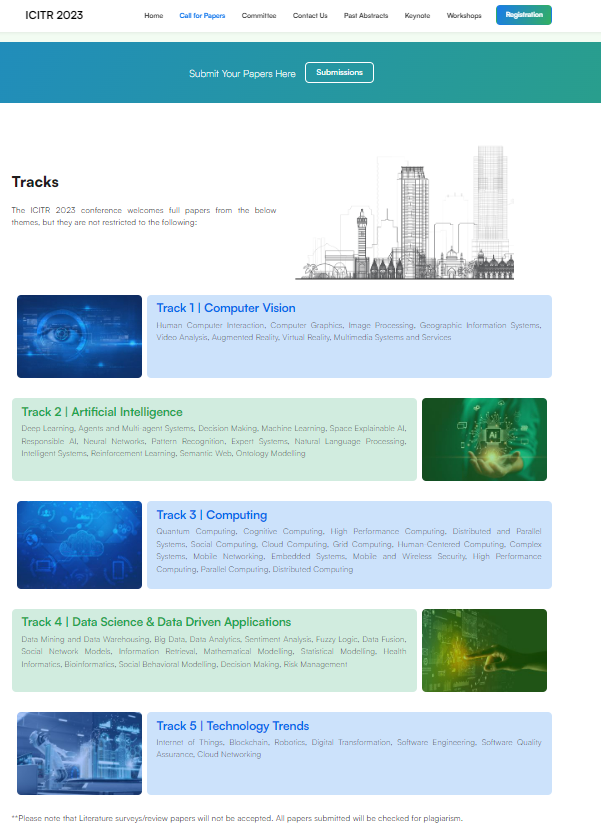 ICITR 2023
Home Call for Papers Committee Contact Us Past Abstracts Keynote Workshops Registration
Submit Your Papers Here Submissions
Tracks
The ICITR 2023 conference welcomes full papers from the below
themes, but they are not restricted to the following:
Track 1 | Computer Vision
Human Computer Interaction, Computer Graphics, Image Processing, Geographic Information Systems,
Video Analysis, Augmented Reality, Virtual Reality, Multimedia Systems and Services
Track 2 | Artificial Intelligence
Deep Learning, Agents and Multi-agent Systems, Decision Making, Machine Learning, Space Explainable AI,
Responsible AI, Neural Networks, Pattern Recognition, Expert Systems, Natural Language Processing,
Intelligent Systems, Reinforcement Learning, Semantic Web, Ontology Modelling
AI
Track 3 | Computing
Quantum Computing, Cognitive Computing, High Performance Computing, Distributed and Parallel
Systems, Social Computing, Cloud Computing, Grid Computing, Human-Centered Computing, Complex
Systems, Mobile Networking, Embedded Systems, Mobile and Wireless Security, High Performance
Computing, Parallel Computing, Distributed Computing
Track 4 | Data Science & Data Driven Applications
Data Mining and Data Warehousing, Big Data, Data Analytics, Sentiment Analysis, Fuzzy Logic, Data Fusion,
Social Network Models, Information Retrieval, Mathematical Modelling, Statistical Modelling, Health
Informatics, Bioinformatics, Social Behavioral Modelling, Decision Making, Risk Management
Track 5 | Technology Trends
Internet of Things, Blockchain, Robotics, Digital Transformation, Software Engineering, Software Quality
Assurance, Cloud Networking
**Please note that Literature surveys/review papers will not be accepted. All papers submitted will be checked for plagiarism.